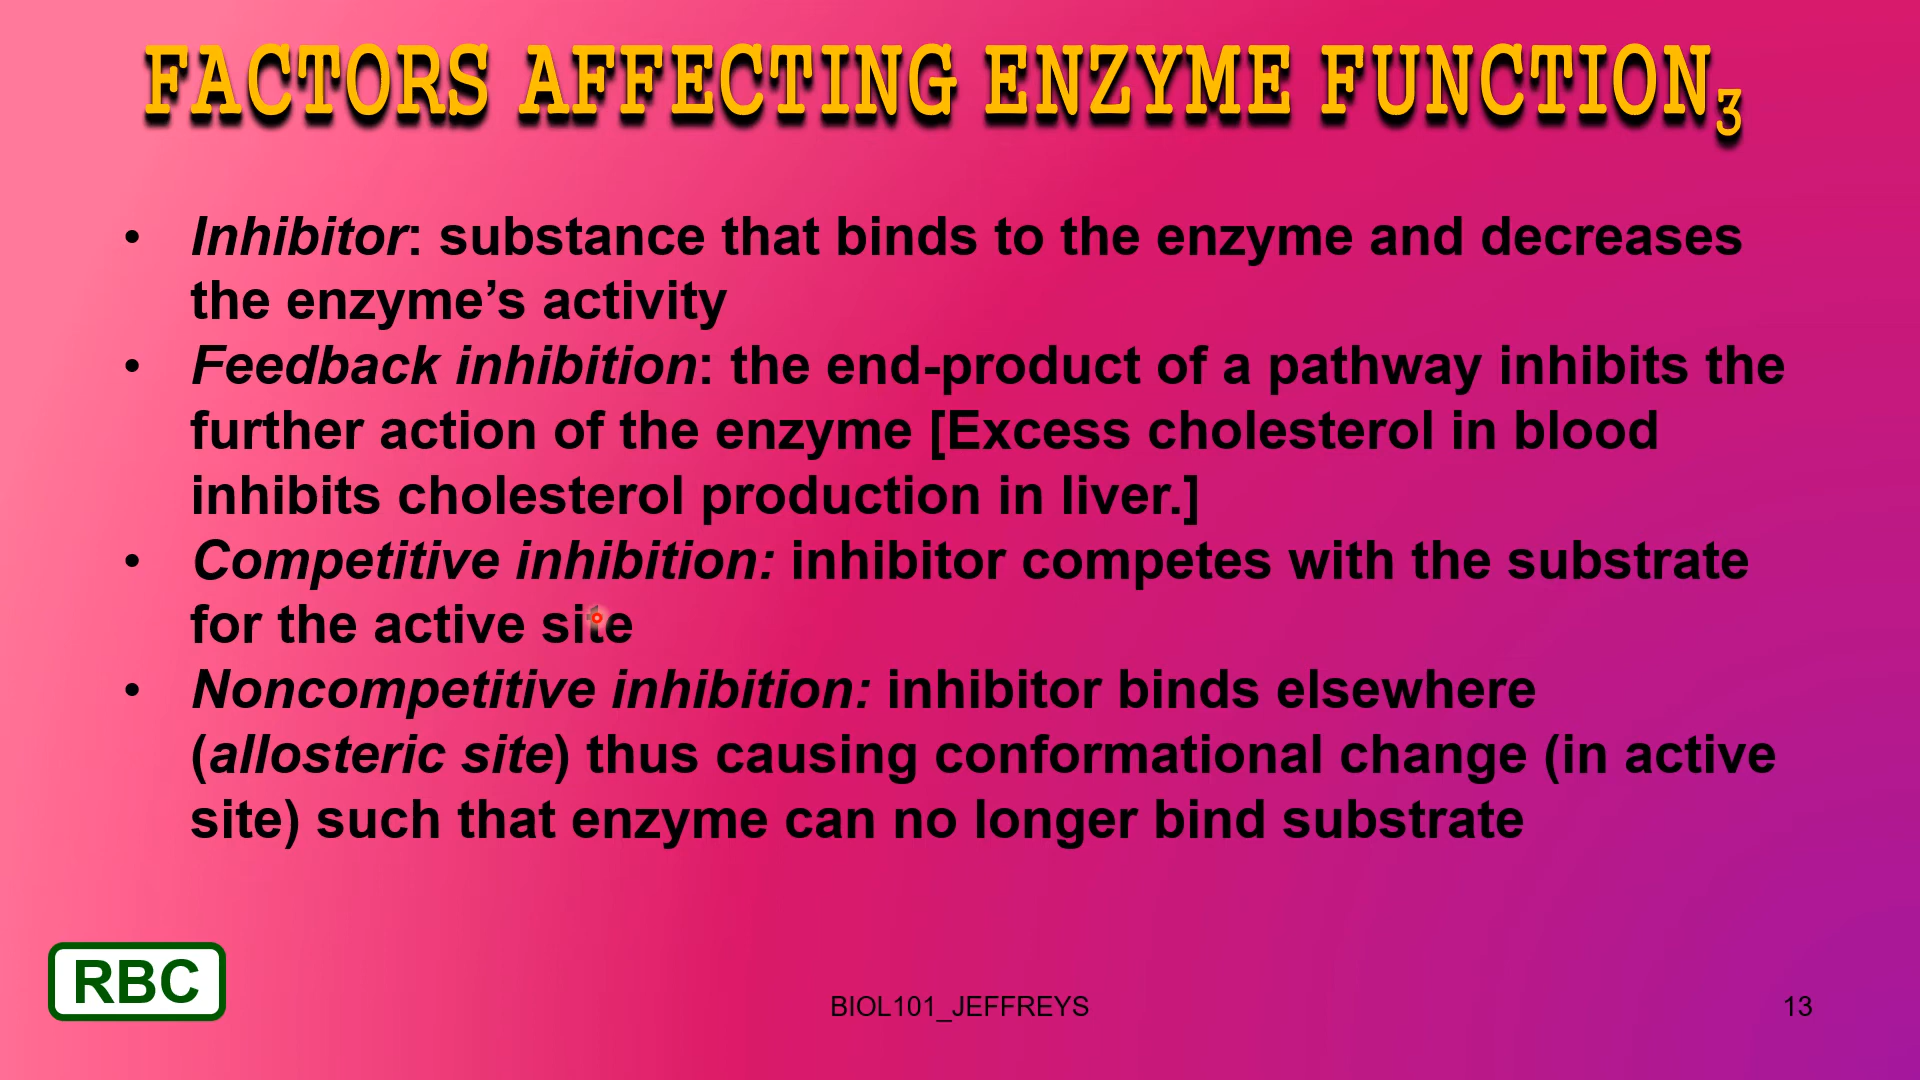 FACTORS AFFECTING ENZYME FUNCTION₃
• Inhibitor: substance that binds to the enzyme and decreases
the enzyme’s activity
• Feedback inhibition: the end-product of a pathway inhibits the
further action of the enzyme [Excess cholesterol in blood
inhibits cholesterol production in liver.]
• Competitive inhibition: inhibitor competes with the substrate
for the active site
• Noncompetitive inhibition: inhibitor binds elsewhere
(allosteric site) thus causing conformational change (in active
site) such that enzyme can no longer bind substrate
RBC
BIOL101_JEFFREYS
13